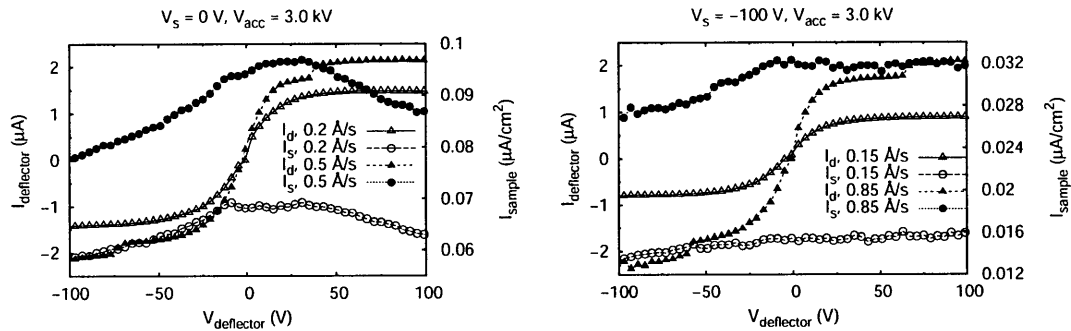 V_s = 0 V, V_acc = 3.0 kV
I_deflector (μA)
2
1
0
−1
−2
I_d, 0.2 Å/s
I_s, 0.2 Å/s
I_d, 0.5 Å/s
I_s, 0.5 Å/s
0.1
0.09
0.08
0.07
0.06
I_sample (μA/cm²)
−100
−50
0
50
100
V_deflector (V)
V_s = −100 V, V_acc = 3.0 kV
I_deflector (μA)
2
1
0
−1
−2
I_d, 0.15 Å/s
I_s, 0.15 Å/s
I_d, 0.85 Å/s
I_s, 0.85 Å/s
0.032
0.028
0.024
0.02
0.016
0.012
I_sample (μA/cm²)
−100
−50
0
50
100
V_deflector (V)